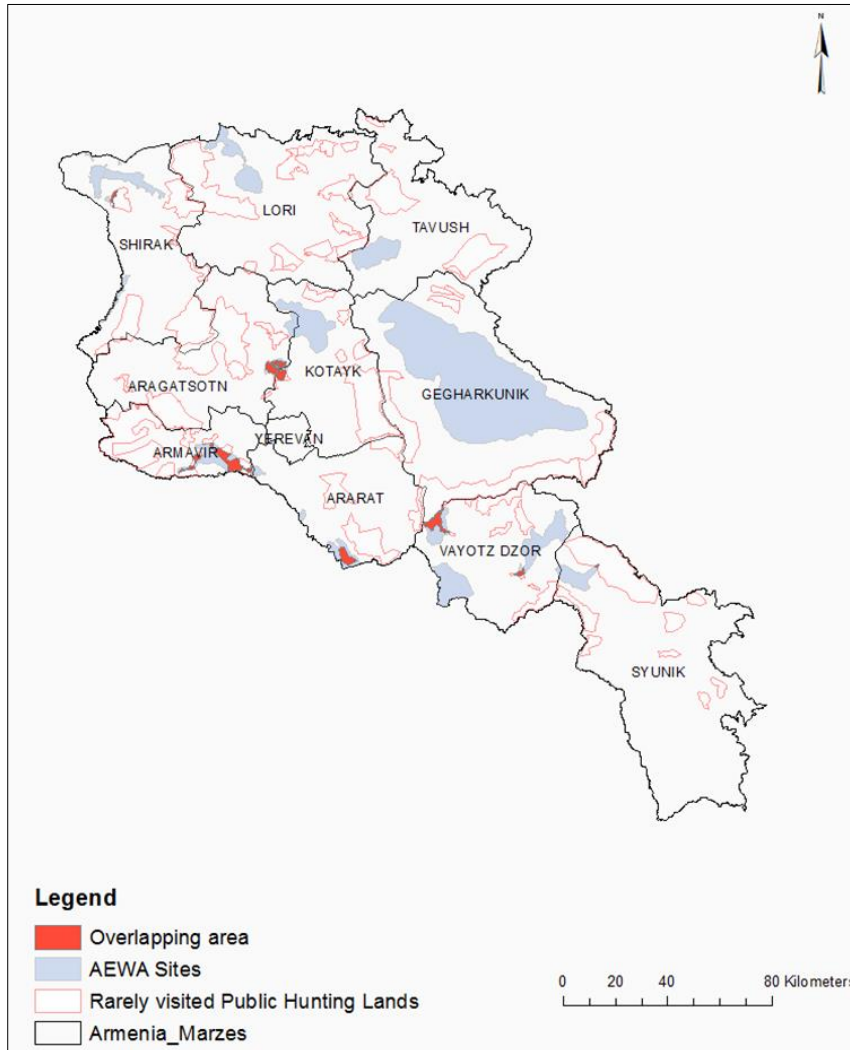 N
LORI
TAVUSH
SHIRAK
KOTAYK
ARAGATSOTN
GEGHARKUNIK
YEREVAN
ARMAVIR
ARARAT
VAYOTZ DZOR
SYUNIK
Legend
Overlapping area
AEWA Sites
Rarely visited Public Hunting Lands
Armenia_Marzes
0 20 40 80 Kilometers